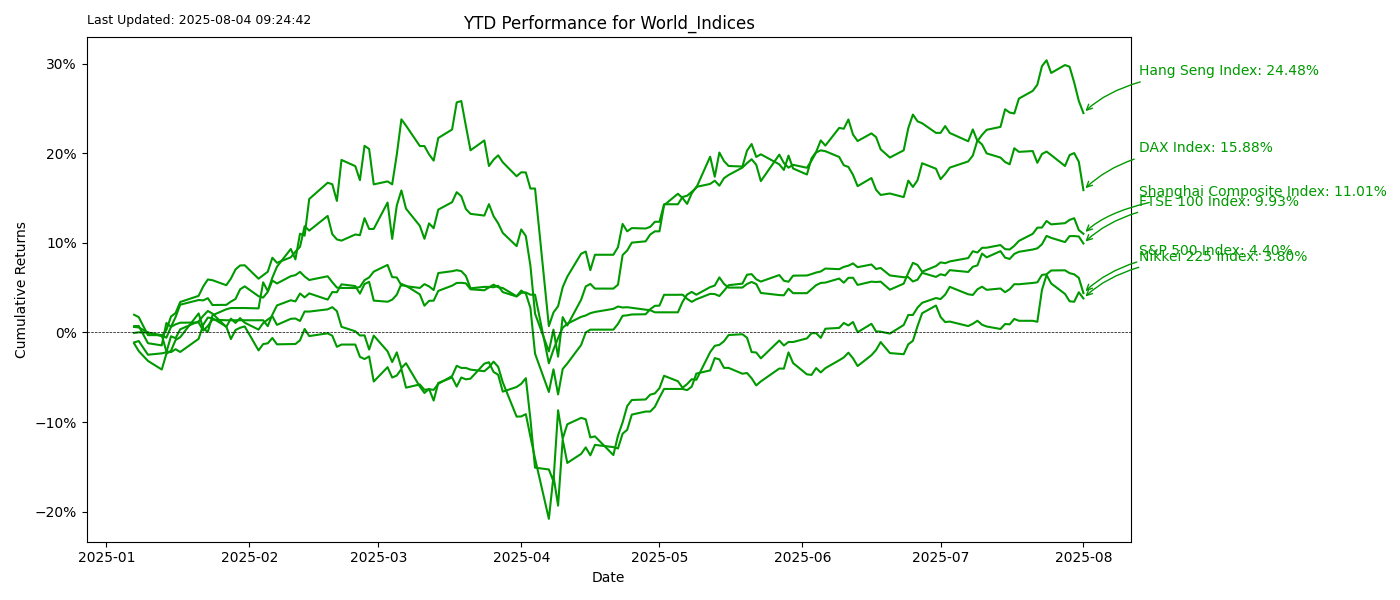 Last Updated: 2025-08-04 09:24:42
YTD Performance for World_Indices
30%
20%
10%
0%
−10%
−20%
Cumulative Returns
2025-01
2025-02
2025-03
2025-04
2025-05
2025-06
2025-07
2025-08
Date
Hang Seng Index: 24.48%
DAX Index: 15.88%
Shanghai Composite Index: 11.01%
FTSE 100 Index: 9.93%
S&P 500 Index: 4.40%
Nikkei 225 Index: 3.80%